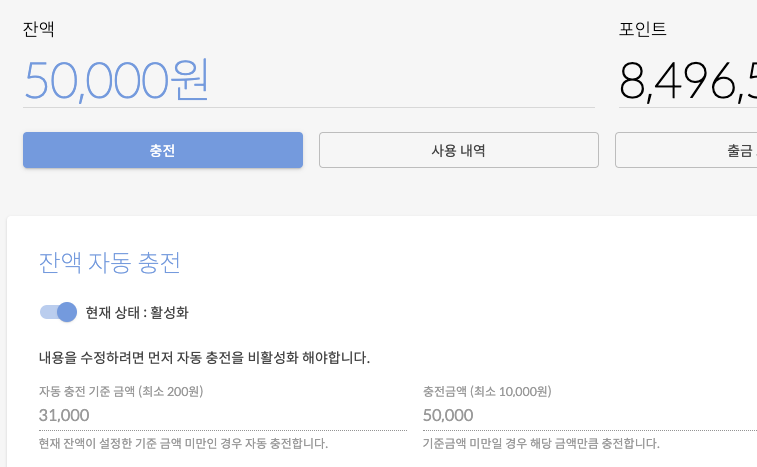 잔액
포인트
50,000원
8,496,5
충전
사용 내역
출금
잔액 자동 충전
현재 상태 : 활성화
내용을 수정하려면 먼저 자동 충전을 비활성화 해야합니다.
자동 충전 기준 금액 (최소 200원)
충전금액 (최소 10,000원)
31,000
50,000
현재 잔액이 설정한 기준 금액 미만인 경우 자동 충전합니다.
기준금액 미만일 경우 해당 금액만큼 충전합니다.